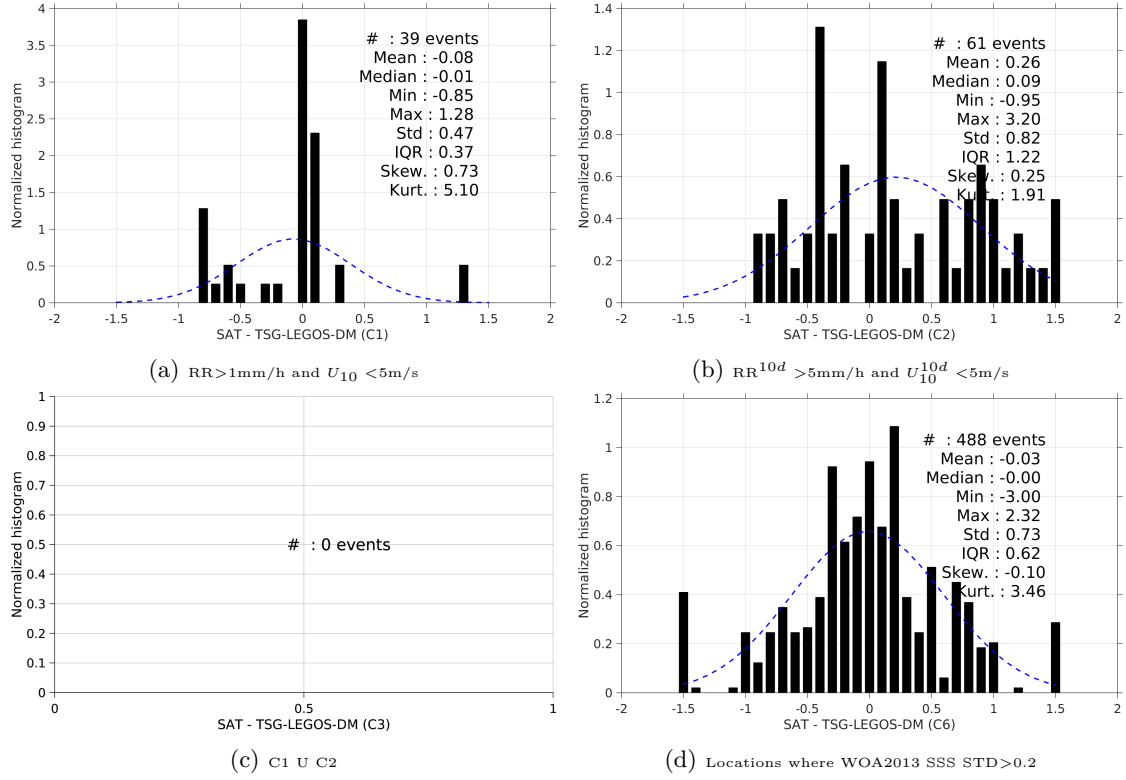 Normalized histogram
4
3.5
3
2.5
2
1.5
1
0.5
0
# : 39 events
Mean : -0.08
Median : -0.01
Min : -0.85
Max : 1.28
Std : 0.47
IQR : 0.37
Skew. : 0.73
Kurt. : 5.10
-2 -1.5 -1 -0.5 0 0.5 1 1.5 2
SAT - TSG-LEGOS-DM (C1)
(a) RR>1mm/h and U10 <5m/s
Normalized histogram
1.4
1.2
1
0.8
0.6
0.4
0.2
0
# : 61 events
Mean : 0.26
Median : 0.09
Min : -0.95
Max : 3.20
Std : 0.82
IQR : 1.22
Skew. : 0.25
Kurt. : 1.91
-2 -1.5 -1 -0.5 0 0.5 1 1.5 2
SAT - TSG-LEGOS-DM (C2)
(b) RR10d >5mm/h and U10d10 <5m/s
Normalized histogram
1
0.9
0.8
0.7
0.6
0.5
0.4
0.3
0.2
0.1
0
# : 0 events
0 0.5 1
SAT - TSG-LEGOS-DM (C3)
(c) C1 U C2
Normalized histogram
1.2
1
0.8
0.6
0.4
0.2
0
# : 488 events
Mean : -0.03
Median : -0.00
Min : -3.00
Max : 2.32
Std : 0.73
IQR : 0.62
Skew. : -0.10
Kurt. : 3.46
-2 -1.5 -1 -0.5 0 0.5 1 1.5 2
SAT - TSG-LEGOS-DM (C6)
(d) Locations where WOA2013 SSS STD>0.2